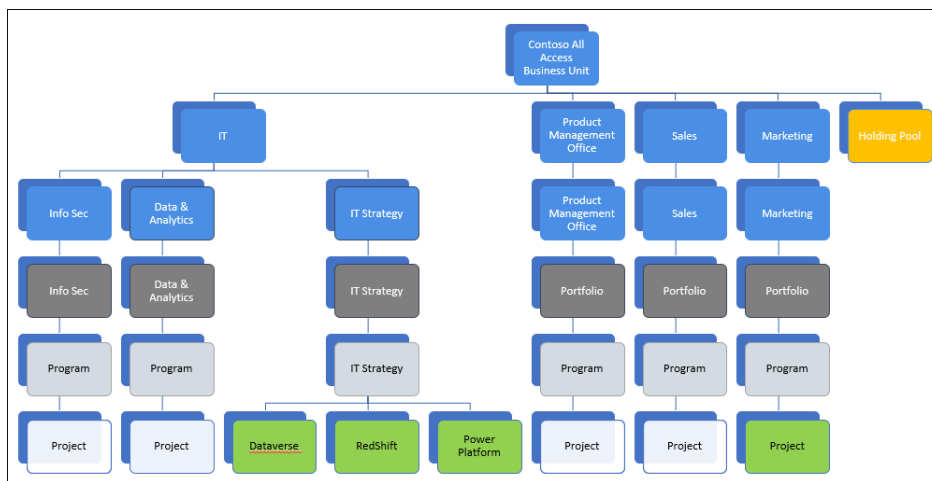 Contoso All
Access
Business Unit
IT
Product
Management
Office
Sales
Marketing
Holding Pool
Info Sec
Data &
Analytics
IT Strategy
Product
Management
Office
Sales
Marketing
Info Sec
Data &
Analytics
IT Strategy
Portfolio
Portfolio
Portfolio
Program
Program
IT Strategy
Program
Program
Program
Project
Project
Dataverse
RedShift
Power
Platform
Project
Project
Project